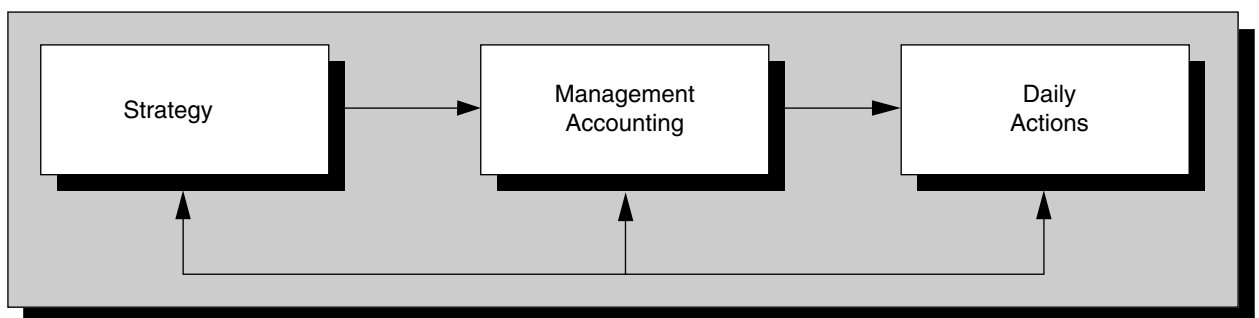 Strategy
Management
Accounting
Daily
Actions